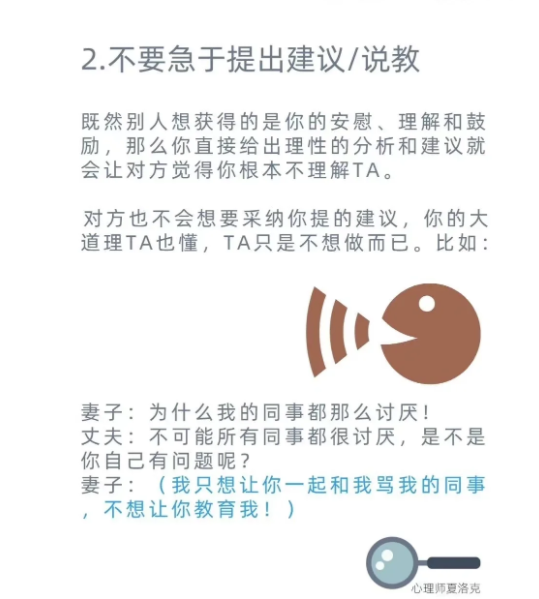 2.不要急于提出建议/说教
既然别人想获得的是你的安慰、理解和鼓
励，那么你直接给出理性的分析和建议就
会让对方觉得你根本不理解TA。
对方也不会想要采纳你提的建议，你的大
道理TA也懂，TA只是不想做而已。比如：
妻子：为什么我的同事都那么讨厌！
丈夫：不可能所有同事都很讨厌，是不是
你自己有问题呢？
妻子：（我只想让你一起和我骂我的同事
，不想让你教育我！）
心理师夏洛克